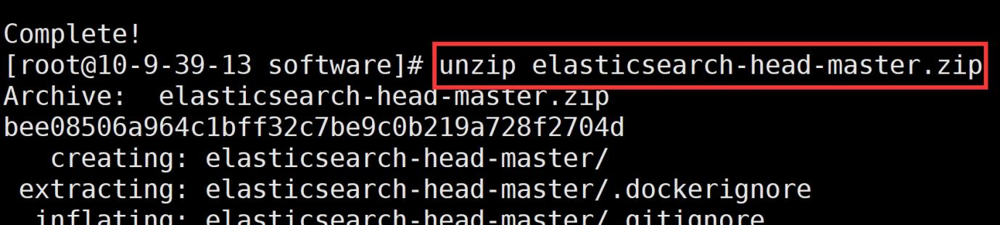 Complete!
[root@10-9-39-13 software]# unzip elasticsearch-head-master.zip
Archive:  elasticsearch-head-master.zip
bee08506a964c1bff32c7be9c0b219a728f2704d
   creating: elasticsearch-head-master/
 extracting: elasticsearch-head-master/.dockerignore
  inflating: elasticsearch-head-master/.gitignore